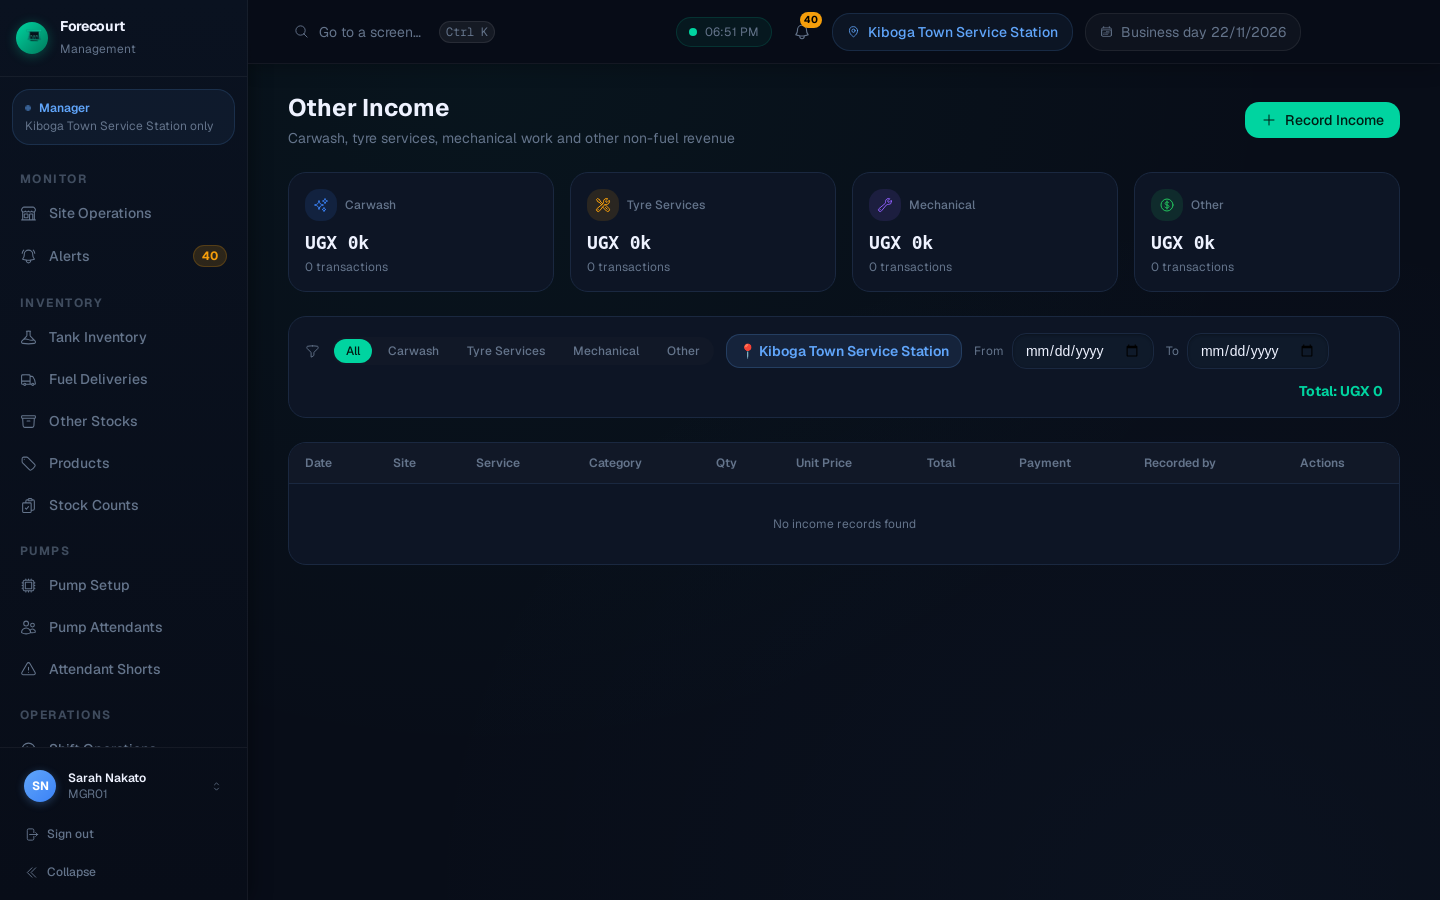 Forecourt
Management
Manager
Kiboga Town Service Station only
MONITOR
Site Operations
Alerts 40
INVENTORY
Tank Inventory
Fuel Deliveries
Other Stocks
Products
Stock Counts
PUMPS
Pump Setup
Pump Attendants
Attendant Shorts
OPERATIONS
Shift Operations
SN
Sarah Nakato
MGR01
Sign out
Collapse
Go to a screen... Ctrl K
06:51 PM
40
Kiboga Town Service Station
Business day 22/11/2026
Other Income
Carwash, tyre services, mechanical work and other non-fuel revenue
Record Income
Carwash
UGX 0k
0 transactions
Tyre Services
UGX 0k
0 transactions
Mechanical
UGX 0k
0 transactions
Other
UGX 0k
0 transactions
All Carwash Tyre Services Mechanical Other
📍 Kiboga Town Service Station
From mm/dd/yyyy To mm/dd/yyyy
Total: UGX 0
Date Site Service Category Qty Unit Price Total Payment Recorded by Actions
No income records found